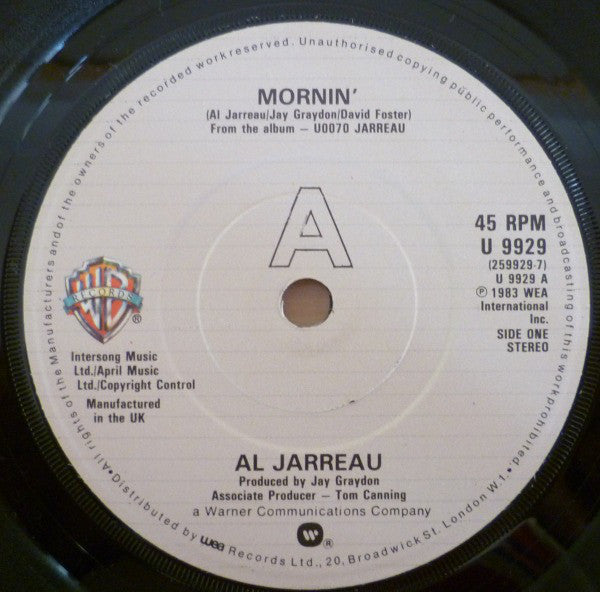 MORNIN'
(Al Jarreau/Jay Graydon/David Foster)
From the album – U0070 JARREAU
A
45 RPM
U 9929
(259929-7)
U 9929 A
℗ 1983 WEA
International
Inc.
SIDE ONE
STEREO
WB
RECORDS
®
Intersong Music
Ltd./April Music
Ltd./Copyright Control
Manufactured
in the UK
AL JARREAU
Produced by Jay Graydon
Associate Producer – Tom Canning
a Warner Communications Company
®
•All rights of the Manufacturers and of the owners of the recorded work reserved. Unauthorised copying public performance and broadcasting of this work prohibited.
•Distributed by wea Records Ltd., 20, Broadwick St. London W.1.•